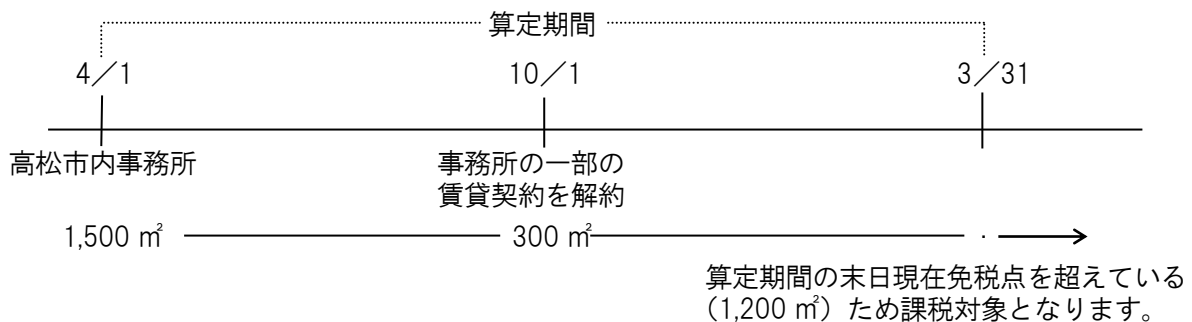 算定期間
4／1
10／1
3／31
高松市内事務所
事務所の一部の
賃貸契約を解約
1,500 ㎡
300 ㎡
算定期間の末日現在免税点を超えている
（1,200 ㎡）ため課税対象となります。